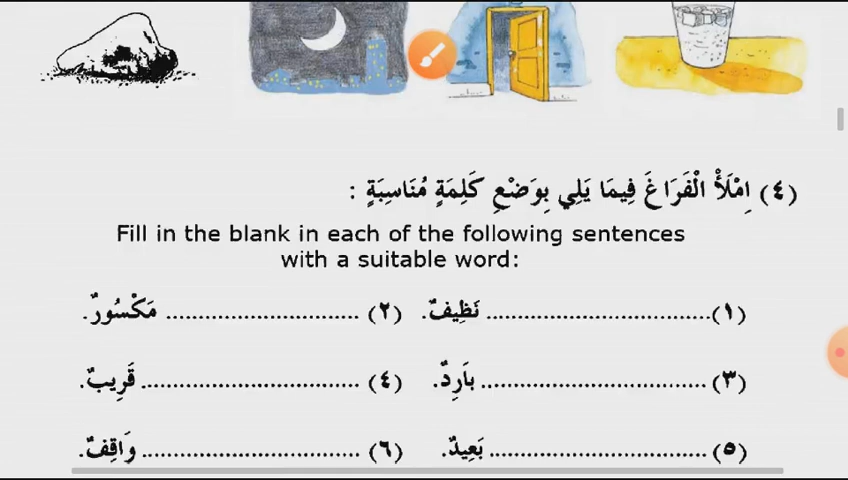 (٤) اِمْلَأْ الْفَرَاغَ فِيمَا يَلِي بِوَضْعِ كَلِمَةٍ مُنَاسِبَةٍ :
Fill in the blank in each of the following sentences
with a suitable word:
(١)................................... نَظِيفٌ. (٢) .............................. مَكْسُورٌ.
(٣) ................................... بَارِدٌ. (٤) .................................. قَرِيبٌ.
(٥) ................................... بَعِيدٌ. (٦) .................................. وَاقِفٌ.